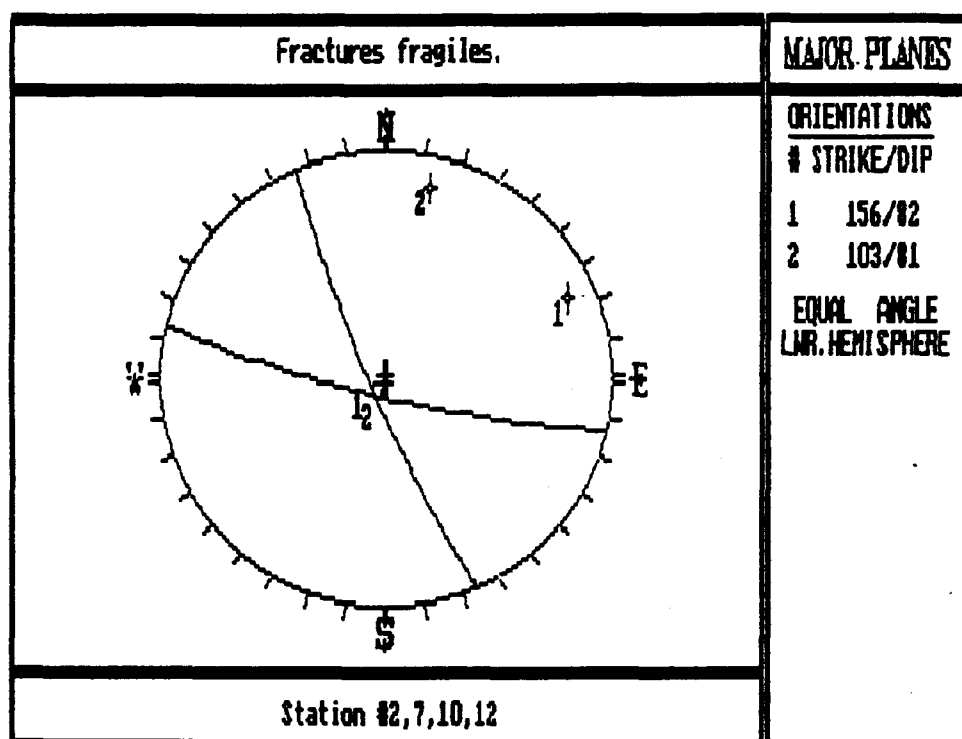 Fractures fragiles.
MAJOR PLANES
ORIENTATIONS
# STRIKE/DIP
1 156/82
2 103/81
EQUAL ANGLE
LWR.HEMISPHERE
N
2
1
W
E
1
2
S
Station #2,7,10,12